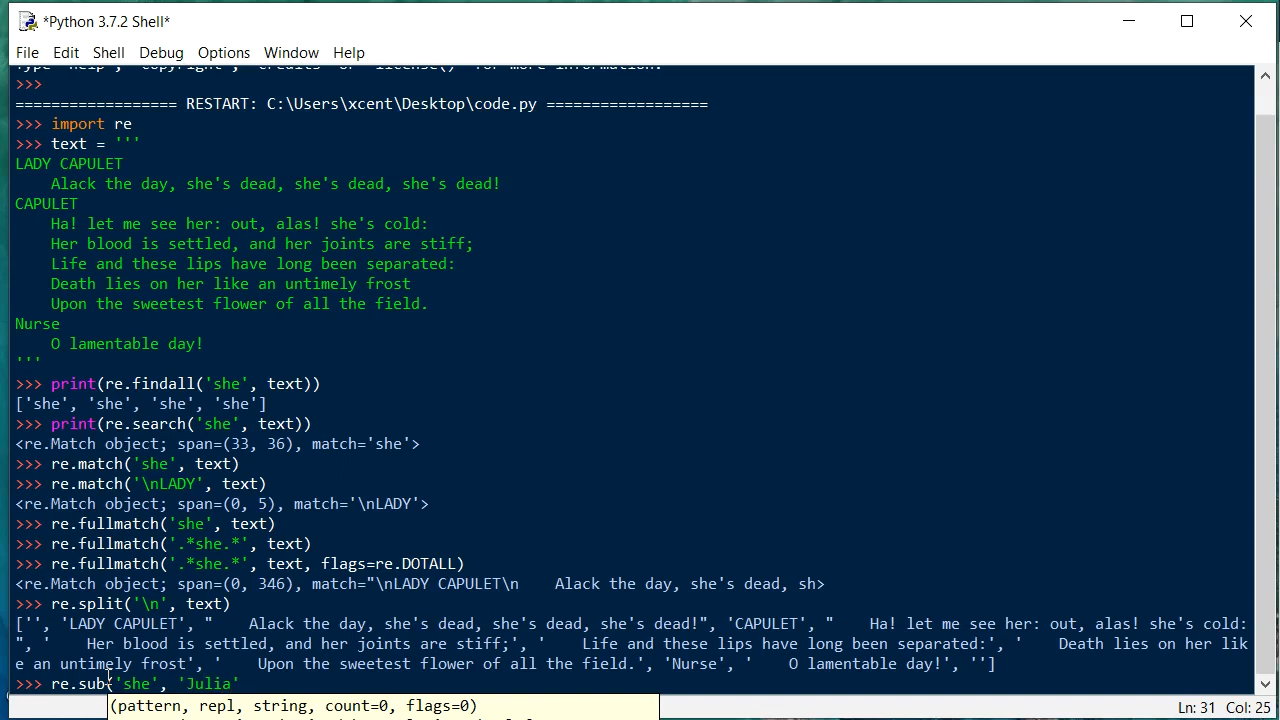 *Python 3.7.2 Shell*
File Edit Shell Debug Options Window Help
Type "help", "copyright", "credits" or "license()" for more information.
>>>
================== RESTART: C:\Users\xcent\Desktop\code.py ==================
>>> import re
>>> text = '''
LADY CAPULET
    Alack the day, she's dead, she's dead, she's dead!
CAPULET
    Ha! let me see her: out, alas! she's cold:
    Her blood is settled, and her joints are stiff;
    Life and these lips have long been separated:
    Death lies on her like an untimely frost
    Upon the sweetest flower of all the field.
Nurse
    O lamentable day!
'''
>>> print(re.findall('she', text))
['she', 'she', 'she', 'she']
>>> print(re.search('she', text))
<re.Match object; span=(33, 36), match='she'>
>>> re.match('she', text)
>>> re.match('\nLADY', text)
<re.Match object; span=(0, 5), match='\nLADY'>
>>> re.fullmatch('she', text)
>>> re.fullmatch('.*she.*', text)
>>> re.fullmatch('.*she.*', text, flags=re.DOTALL)
<re.Match object; span=(0, 346), match="\nLADY CAPULET\n    Alack the day, she's dead, sh>
>>> re.split('\n', text)
['', 'LADY CAPULET', "    Alack the day, she's dead, she's dead, she's dead!", 'CAPULET', "    Ha! let me see her: out, alas! she's cold:
", '    Her blood is settled, and her joints are stiff;', '    Life and these lips have long been separated:', '    Death lies on her lik
e an untimely frost', '    Upon the sweetest flower of all the field.', 'Nurse', '    O lamentable day!', '']
>>> re.sub('she', 'Julia'
(pattern, repl, string, count=0, flags=0)
Ln: 31 Col: 25